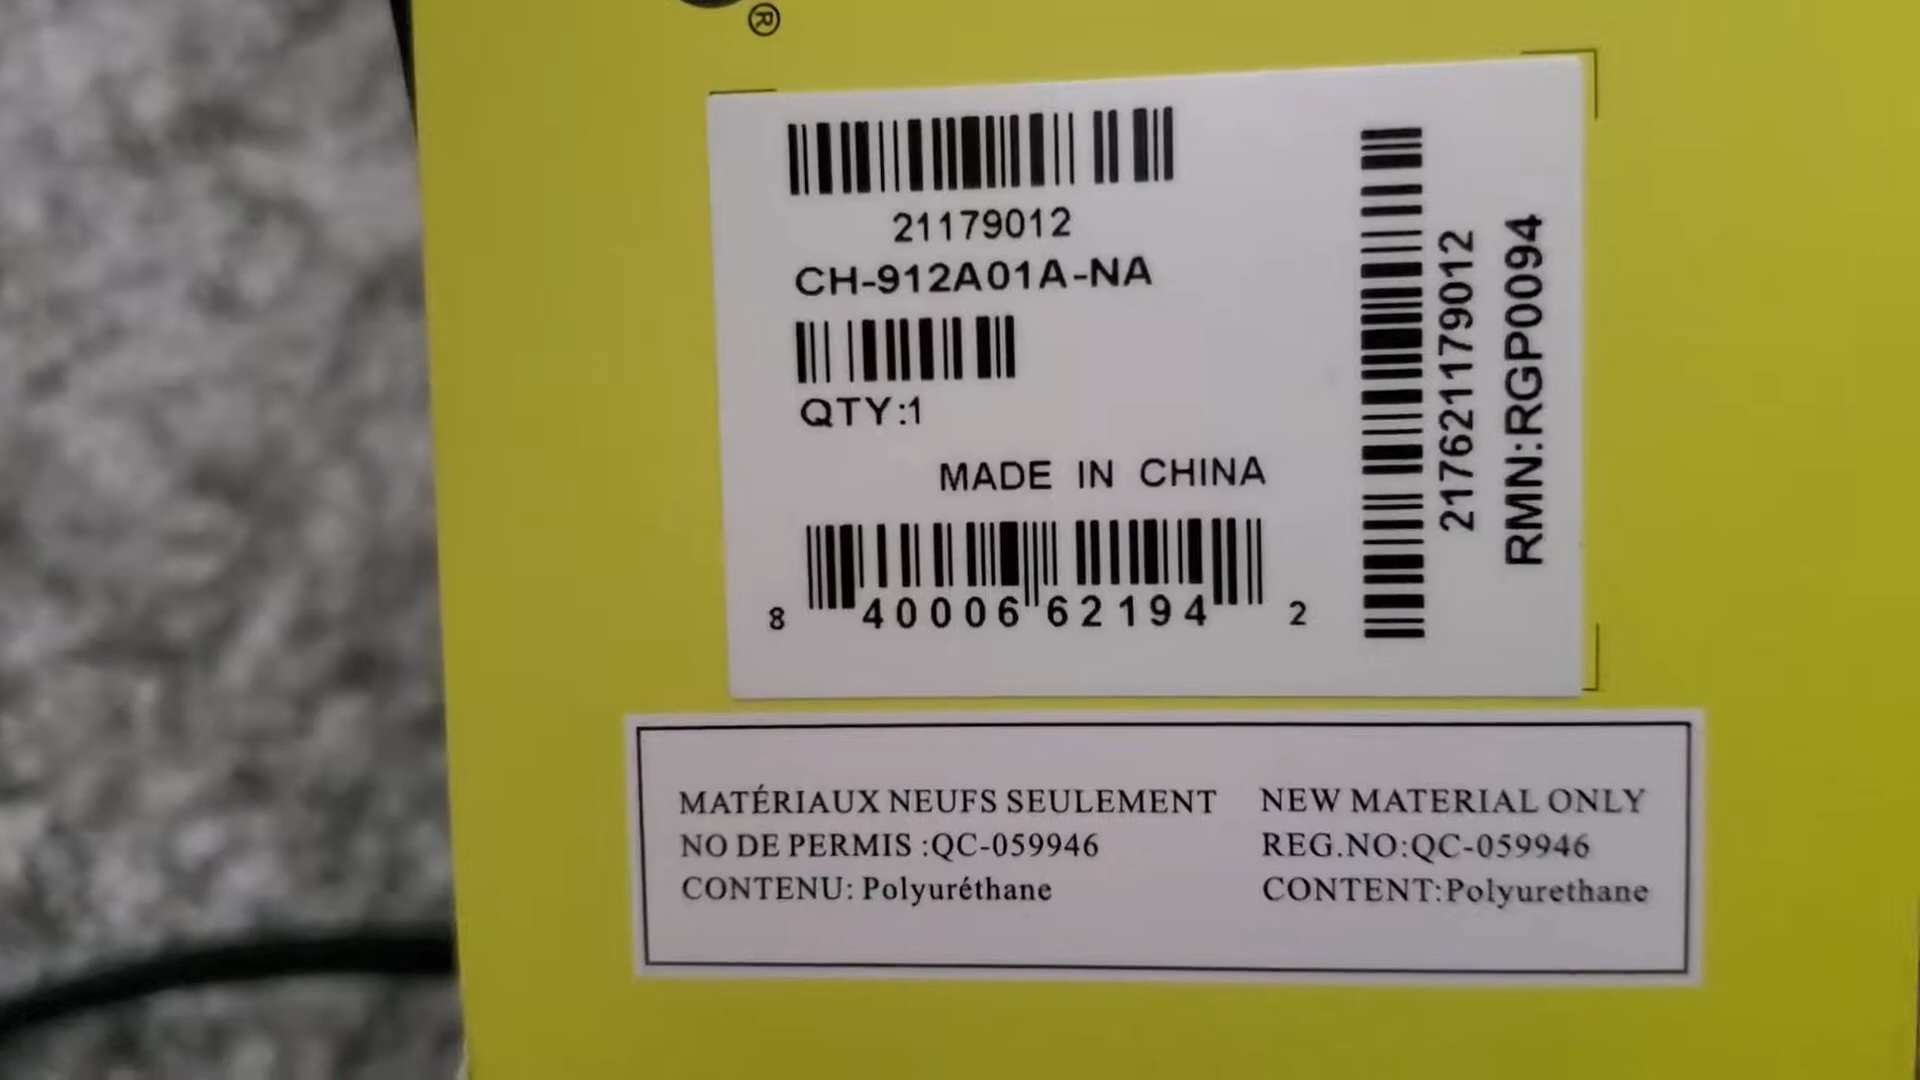 ®
21179012
CH-912A01A-NA
QTY:1
MADE IN CHINA
8 40006 62194 2
217621179012
RMN:RGP0094
MATÉRIAUX NEUFS SEULEMENT
NO DE PERMIS :QC-059946
CONTENU: Polyuréthane
NEW MATERIAL ONLY
REG.NO:QC-059946
CONTENT:Polyurethane